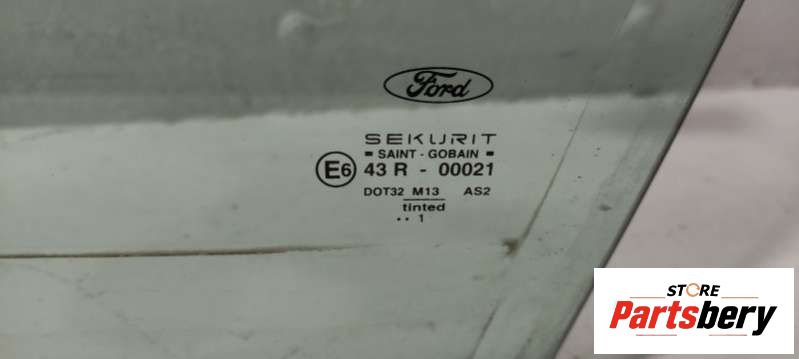 Ford
SEKURIT
SAINT - GOBAIN
E6 43 R - 00021
DOT32 M13 AS2
tinted
.. 1
STORE
Partsbery